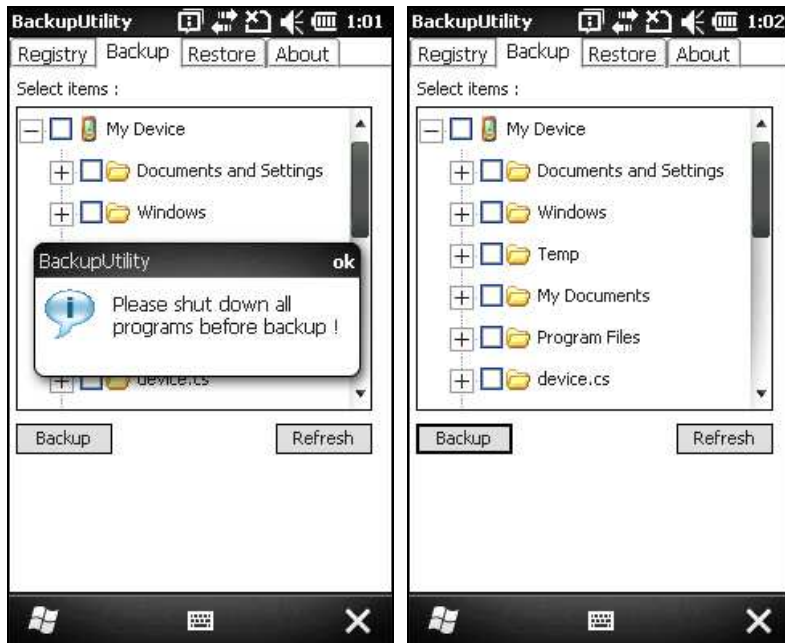 BackupUtility 1:01
Registry Backup Restore About
Select items :
My Device
Documents and Settings
Windows
BackupUtility ok
Please shut down all
programs before backup !
device.cs
Backup Refresh
BackupUtility 1:02
Registry Backup Restore About
Select items :
My Device
Documents and Settings
Windows
Temp
My Documents
Program Files
device.cs
Backup Refresh